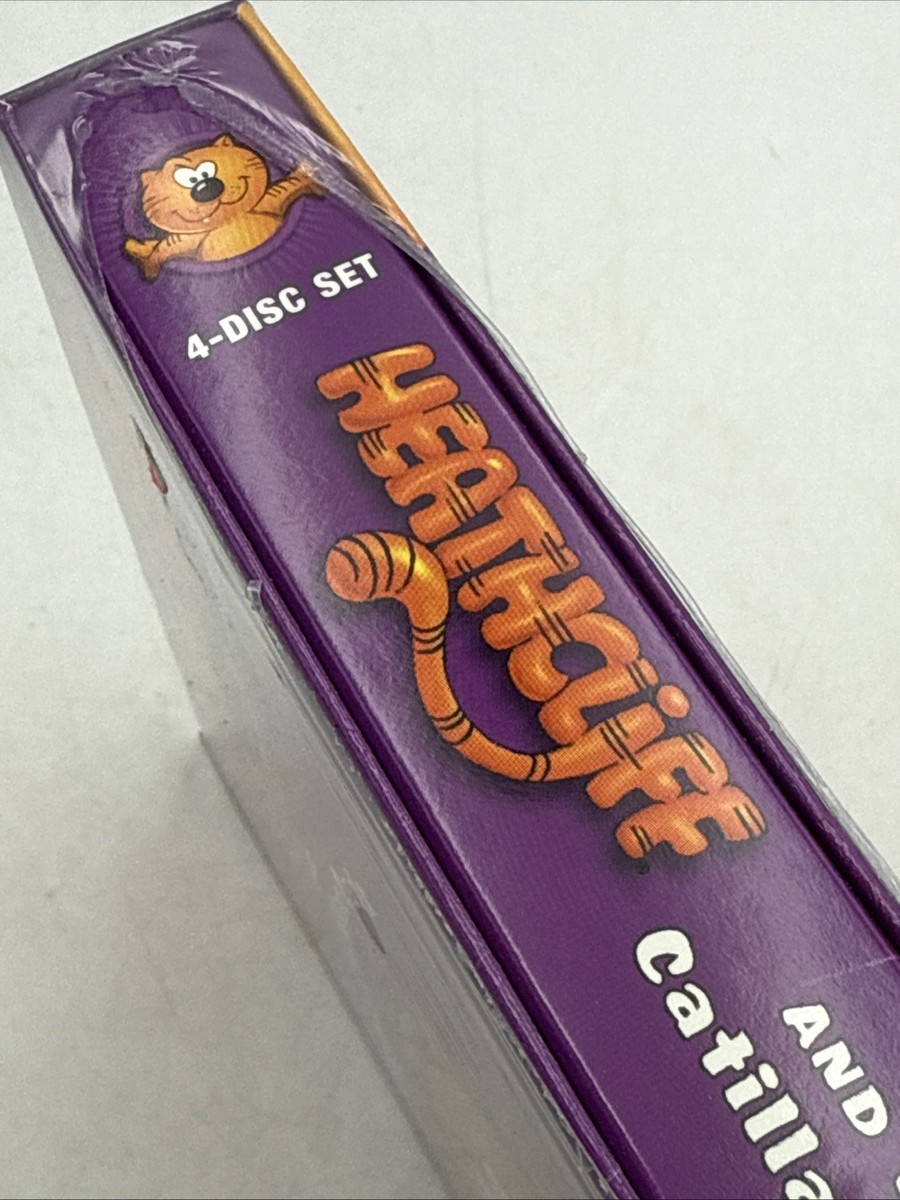 4-DISC SET
HEATHCLIFF
AND
Catilla